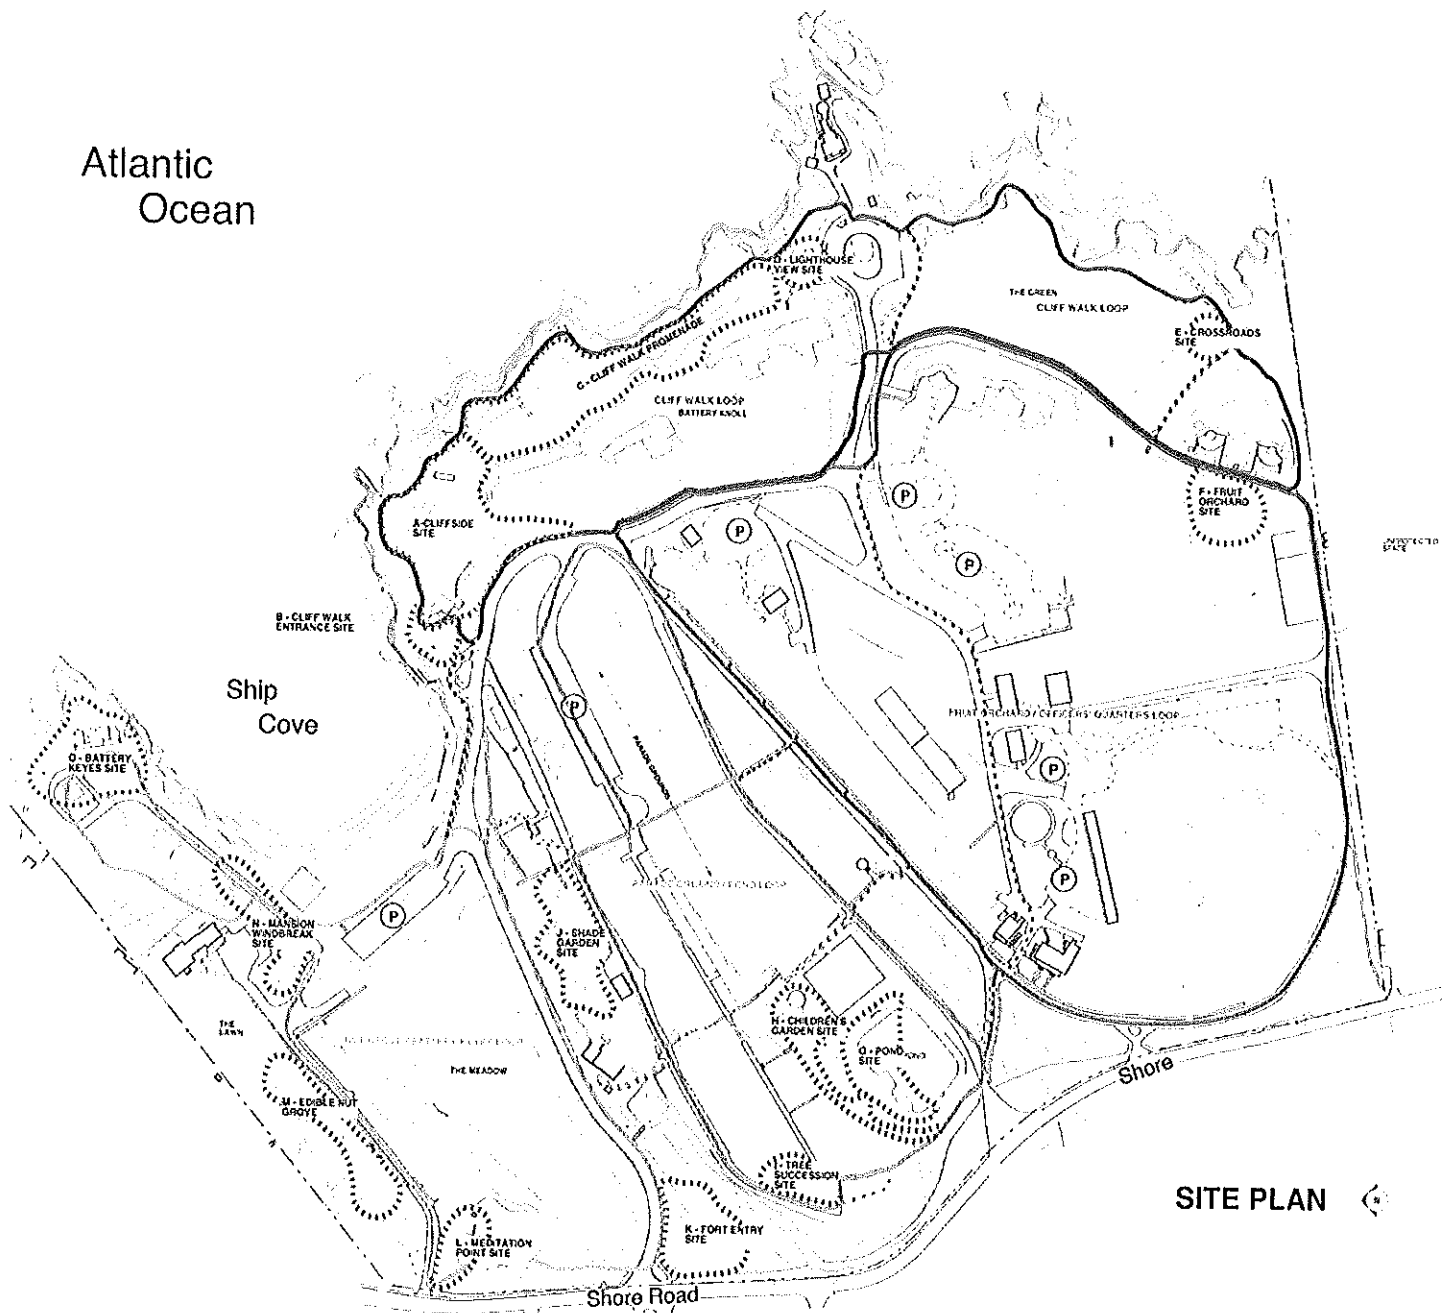 Atlantic
Ocean
D - LIGHTHOUSE
VIEW SITE
THE GREEN
CLIFF WALK LOOP
E - CROSSROADS
SITE
C - CLIFF WALK PROMENADE
CLIFF WALK LOOP
BATTERY KNOLL
A-CLIFFSIDE
SITE
P
P
P
F - FRUIT
ORCHARD
SITE
B - CLIFF WALK
ENTRANCE SITE
Ship
Cove
P
PARADE GROUNDS
FRUIT ORCHARD / OFFICERS' QUARTERS LOOP
O - BATTERY
KEYES SITE
P
P
P
N - MANSION
WINDBREAK
SITE
J - SHADE
GARDEN
SITE
THE
LAWN
H - CHILDREN'S
GARDEN SITE
G - POND
SITE
THE MEADOW
M - EDIBLE NUT
GROVE
Shore
I - TREE
SUCCESSION
SITE
SITE PLAN
N
K - FORT ENTRY
SITE
L - MEDITATION
POINT SITE
Shore Road